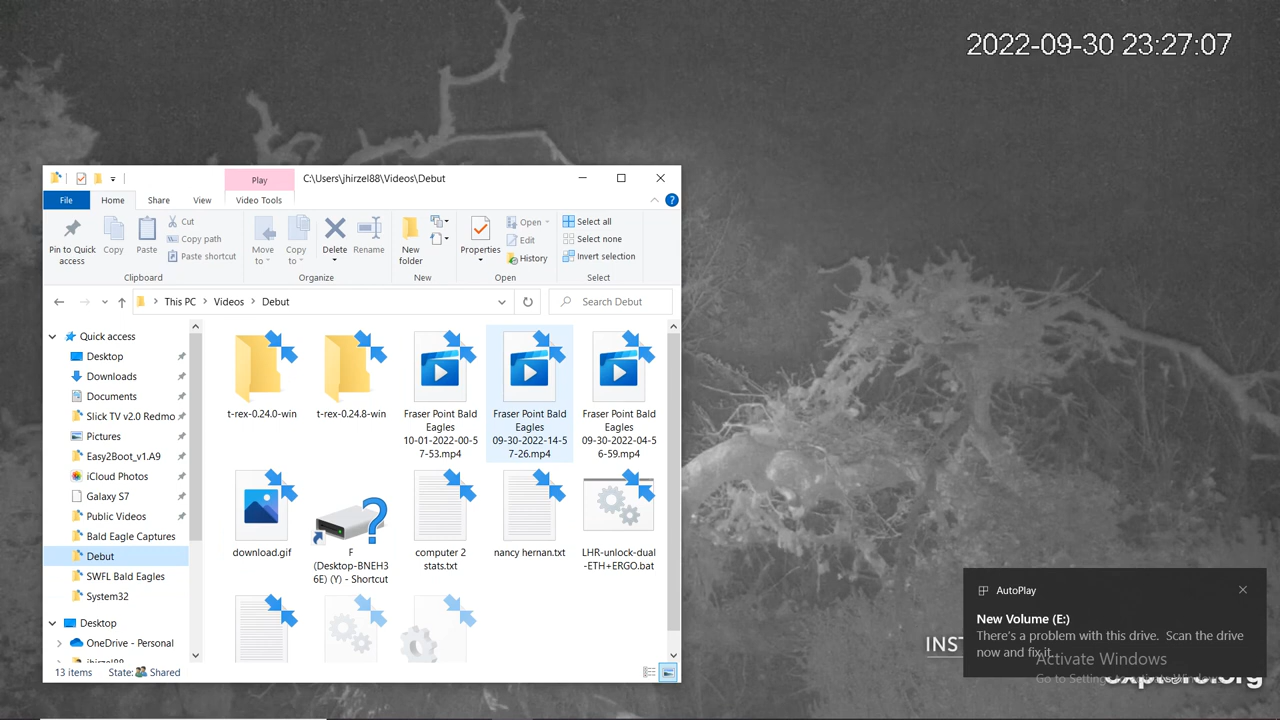 2022-09-30 23:27:07
Play
C:\Users\jhirzel88\Videos\Debut
File
Home
Share
View
Video Tools
Pin to Quick access
Copy
Paste
Cut
Copy path
Paste shortcut
Clipboard
Move to
Copy to
Delete
Rename
Organize
New folder
New
Properties
Open
Edit
History
Open
Select all
Select none
Invert selection
Select
This PC > Videos > Debut
Search Debut
Quick access
Desktop
Downloads
Documents
Slick TV v2.0 Redmo
Pictures
Easy2Boot_v1.A9
iCloud Photos
Galaxy S7
Public Videos
Bald Eagle Captures
Debut
SWFL Bald Eagles
System32
Desktop
OneDrive - Personal
jhirzel88
t-rex-0.24.0-win
t-rex-0.24.8-win
Fraser Point Bald
Eagles
10-01-2022-00-5
7-53.mp4
Fraser Point Bald
Eagles
09-30-2022-14-5
7-26.mp4
Fraser Point Bald
Eagles
09-30-2022-04-5
6-59.mp4
download.gif
F
(Desktop-BNEH3
6E) (Y) - Shortcut
computer 2
stats.txt
nancy hernan.txt
LHR-unlock-dual
-ETH+ERGO.bat
13 items
State:
Shared
AutoPlay
New Volume (E:)
There's a problem with this drive. Scan the drive
now and fix it.
Activate Windows
Go to Settings to activate Windows.
explore.org